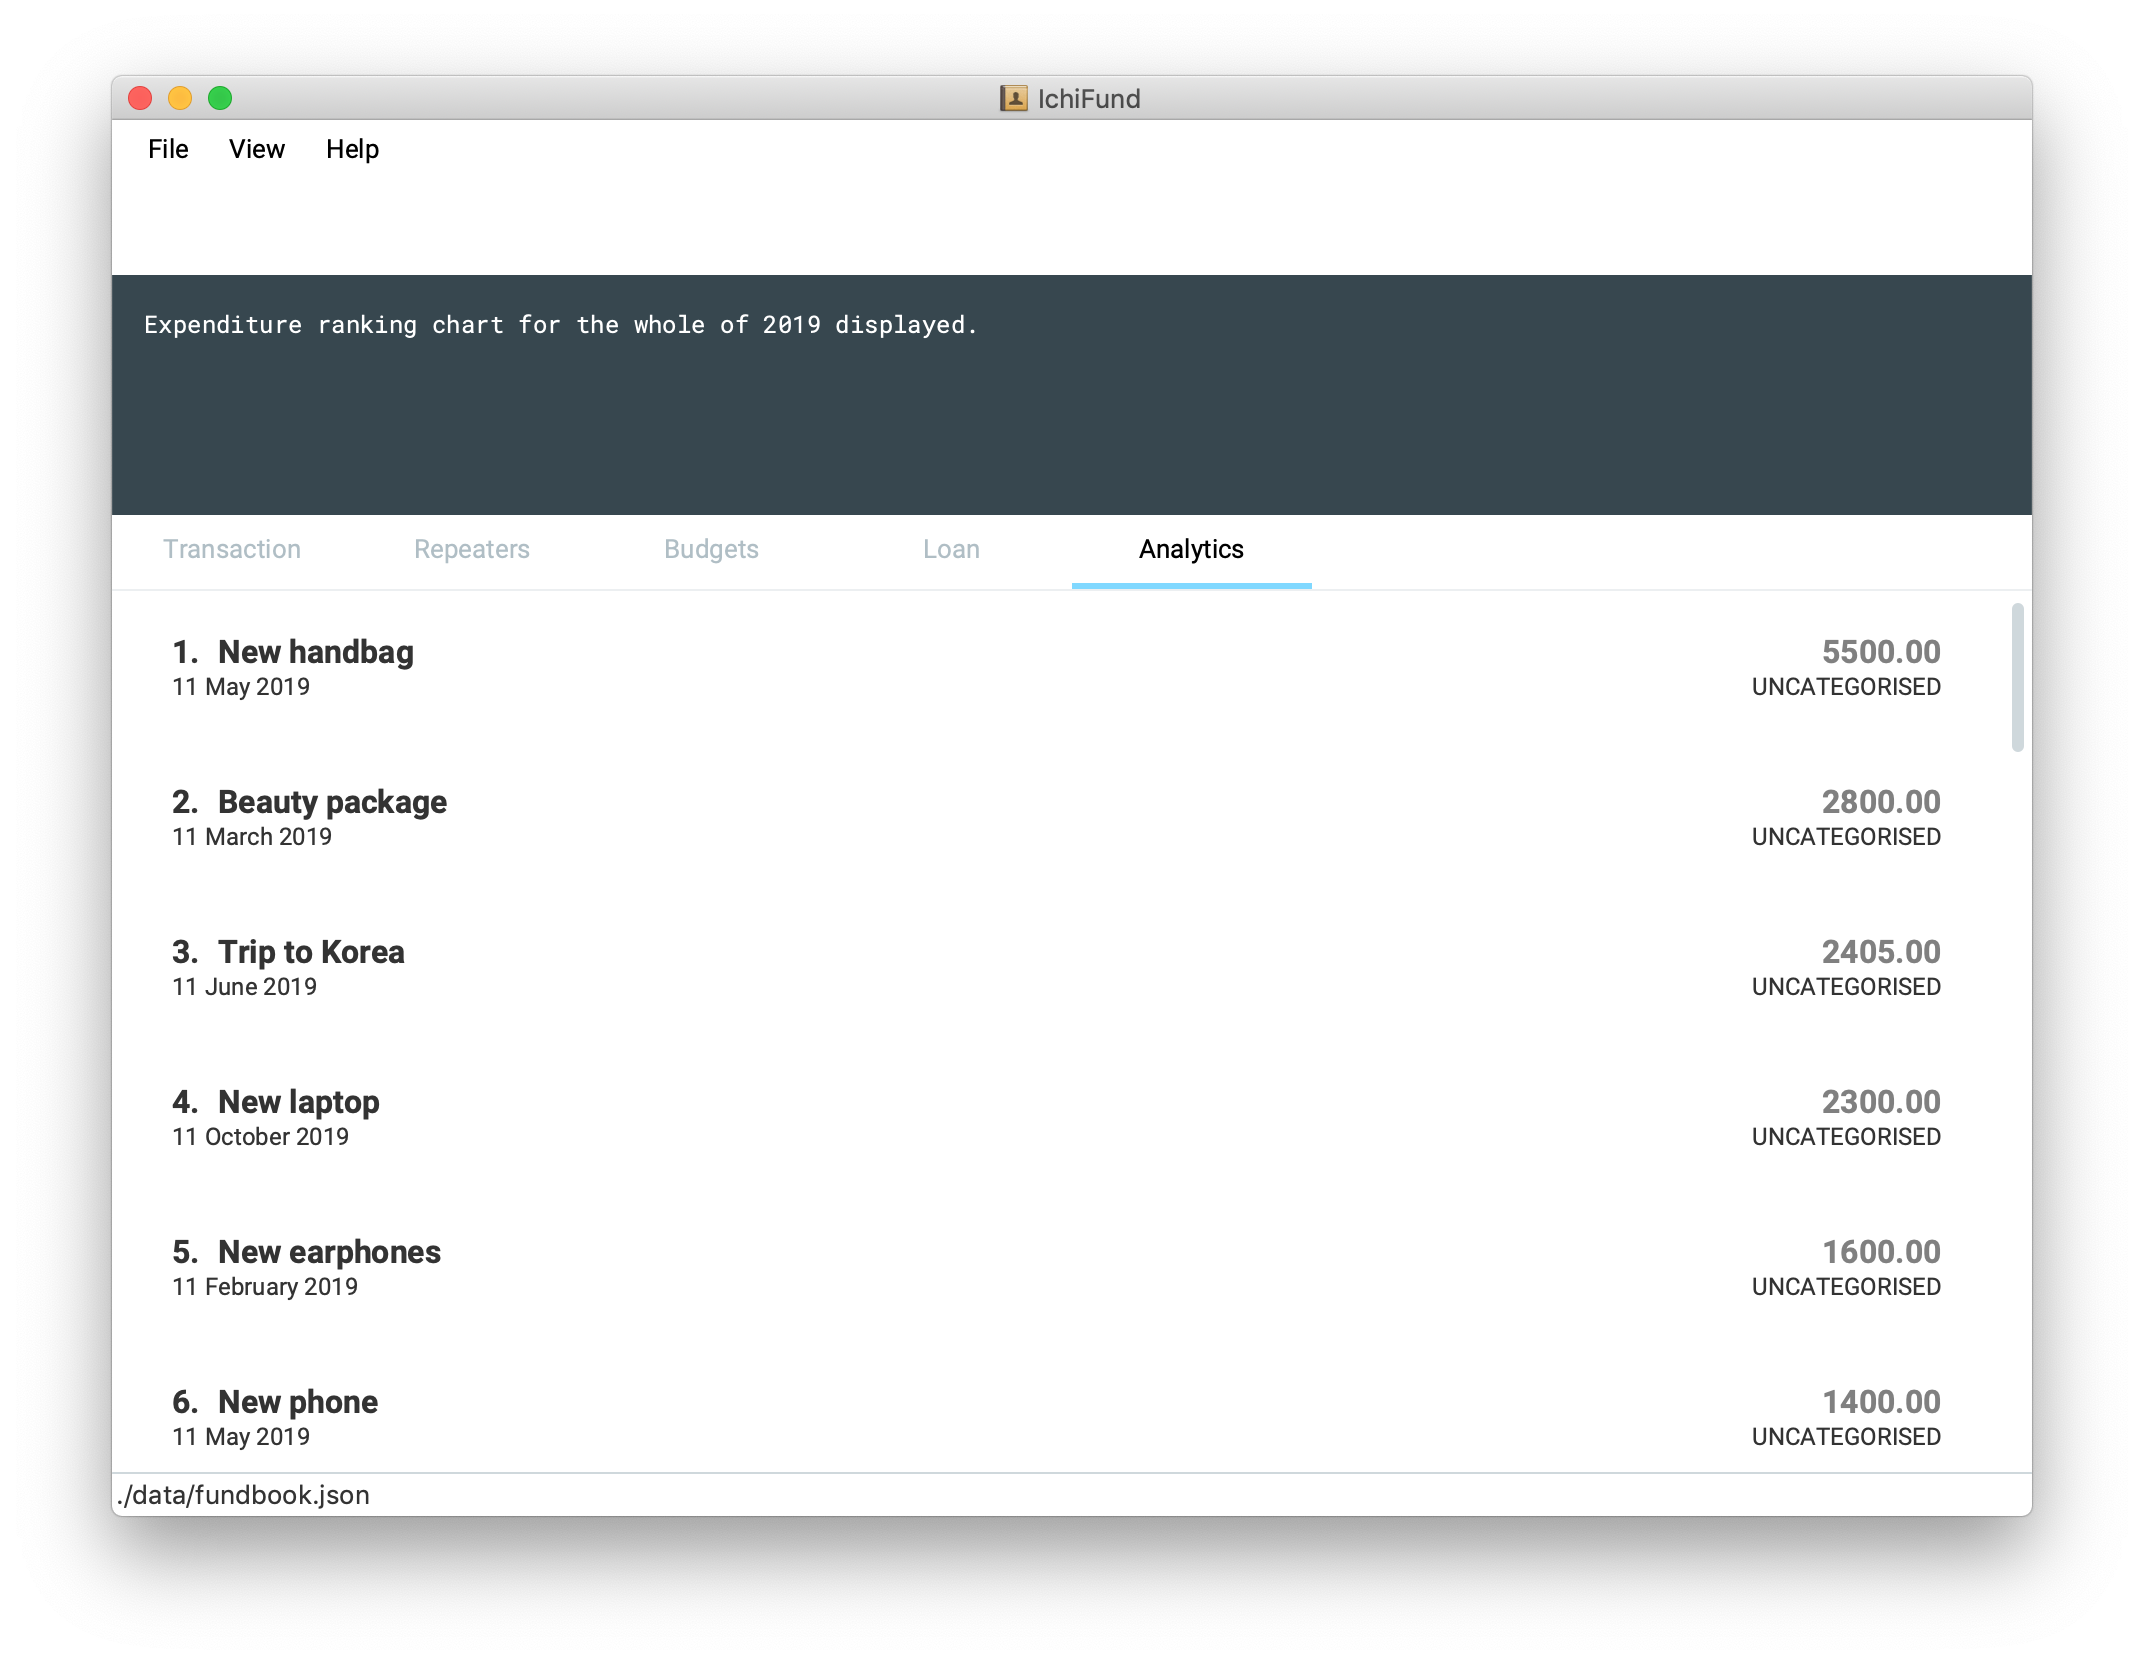 IchiFund
File View Help
Expenditure ranking chart for the whole of 2019 displayed.
Transaction Repeaters Budgets Loan Analytics
1. New handbag 5500.00
11 May 2019 UNCATEGORISED
2. Beauty package 2800.00
11 March 2019 UNCATEGORISED
3. Trip to Korea 2405.00
11 June 2019 UNCATEGORISED
4. New laptop 2300.00
11 October 2019 UNCATEGORISED
5. New earphones 1600.00
11 February 2019 UNCATEGORISED
6. New phone 1400.00
11 May 2019 UNCATEGORISED
./data/fundbook.json